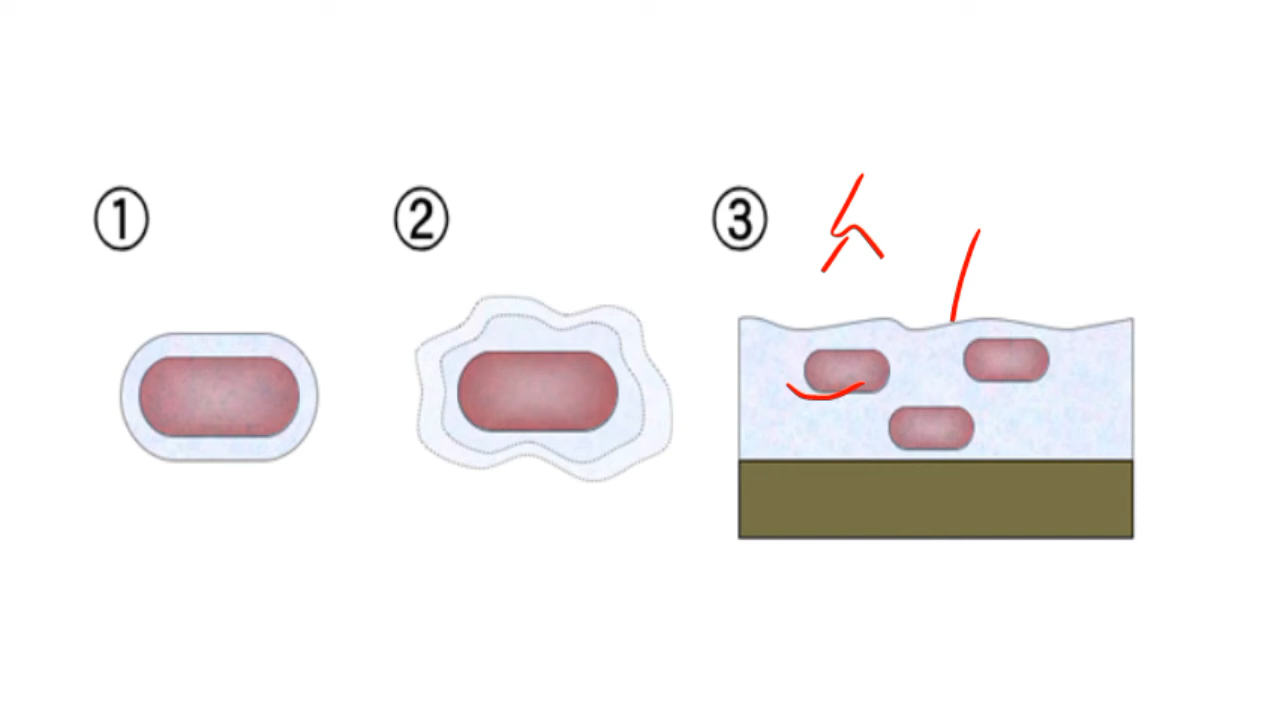 ① ② ③